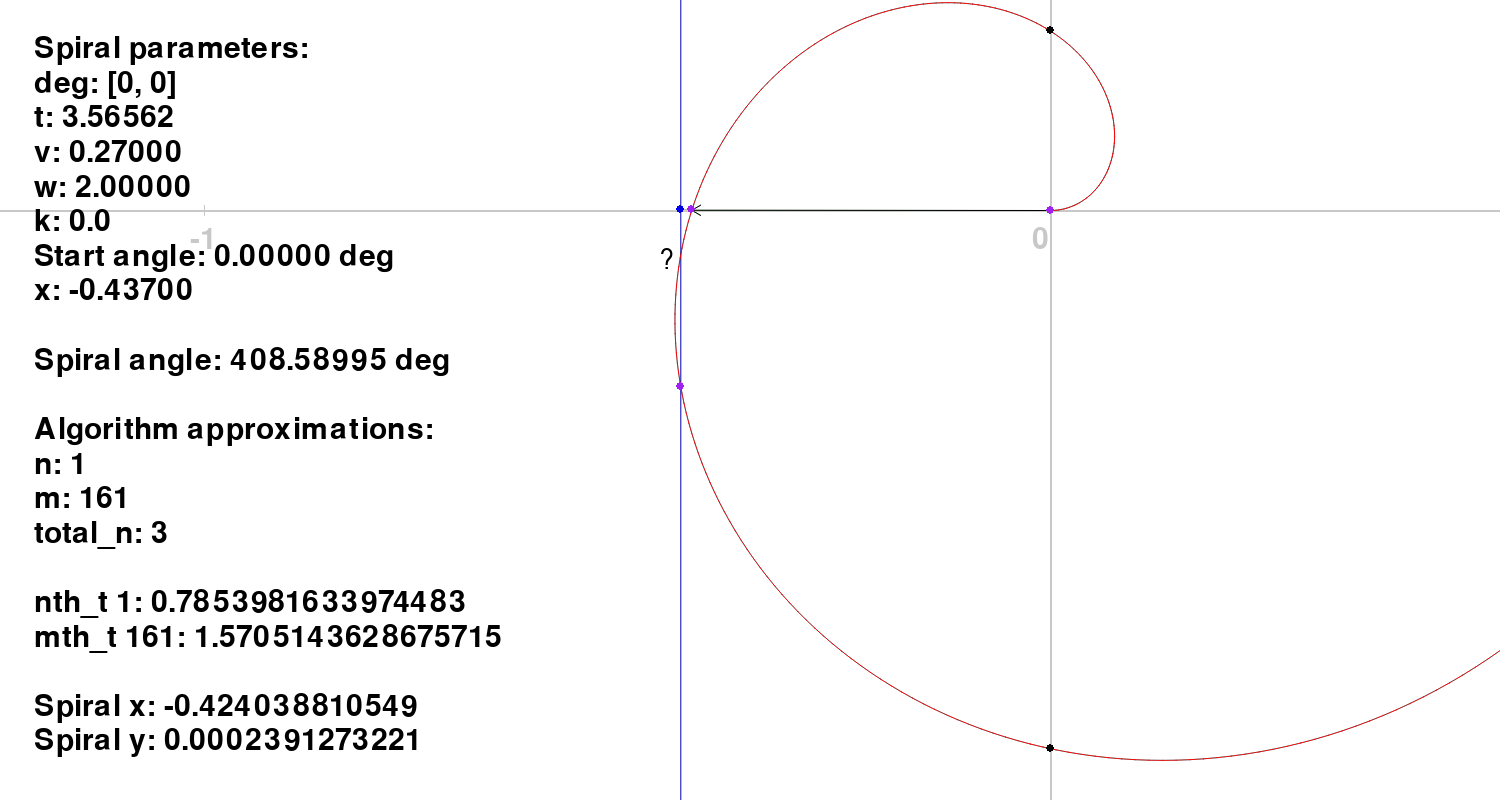 Spiral parameters:
deg: [0, 0]
t: 3.56562
v: 0.27000
w: 2.00000
k: 0.0
-1
0
Start angle: 0.00000 deg
?
x: -0.43700
Spiral angle: 408.58995 deg
Algorithm approximations:
n: 1
m: 161
total_n: 3
nth_t 1: 0.7853981633974483
mth_t 161: 1.5705143628675715
Spiral x: -0.424038810549
Spiral y: 0.0002391273221